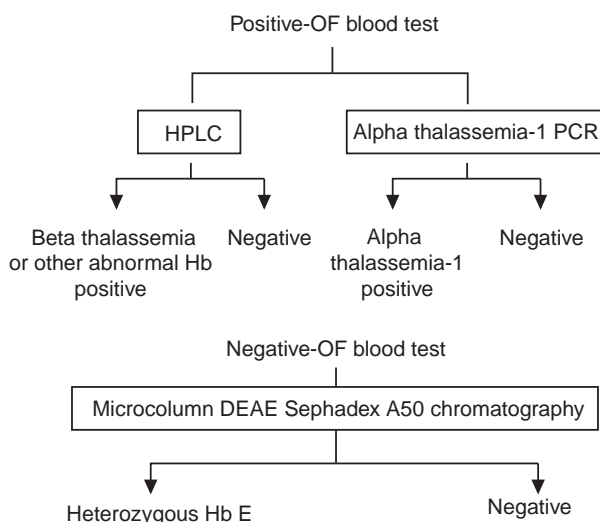 Positive-OF blood test
HPLC
Alpha thalassemia-1 PCR
Beta thalassemia
or other abnormal Hb
positive
Negative
Alpha
thalassemia-1
positive
Negative
Negative-OF blood test
Microcolumn DEAE Sephadex A50 chromatography
Heterozygous Hb E
Negative